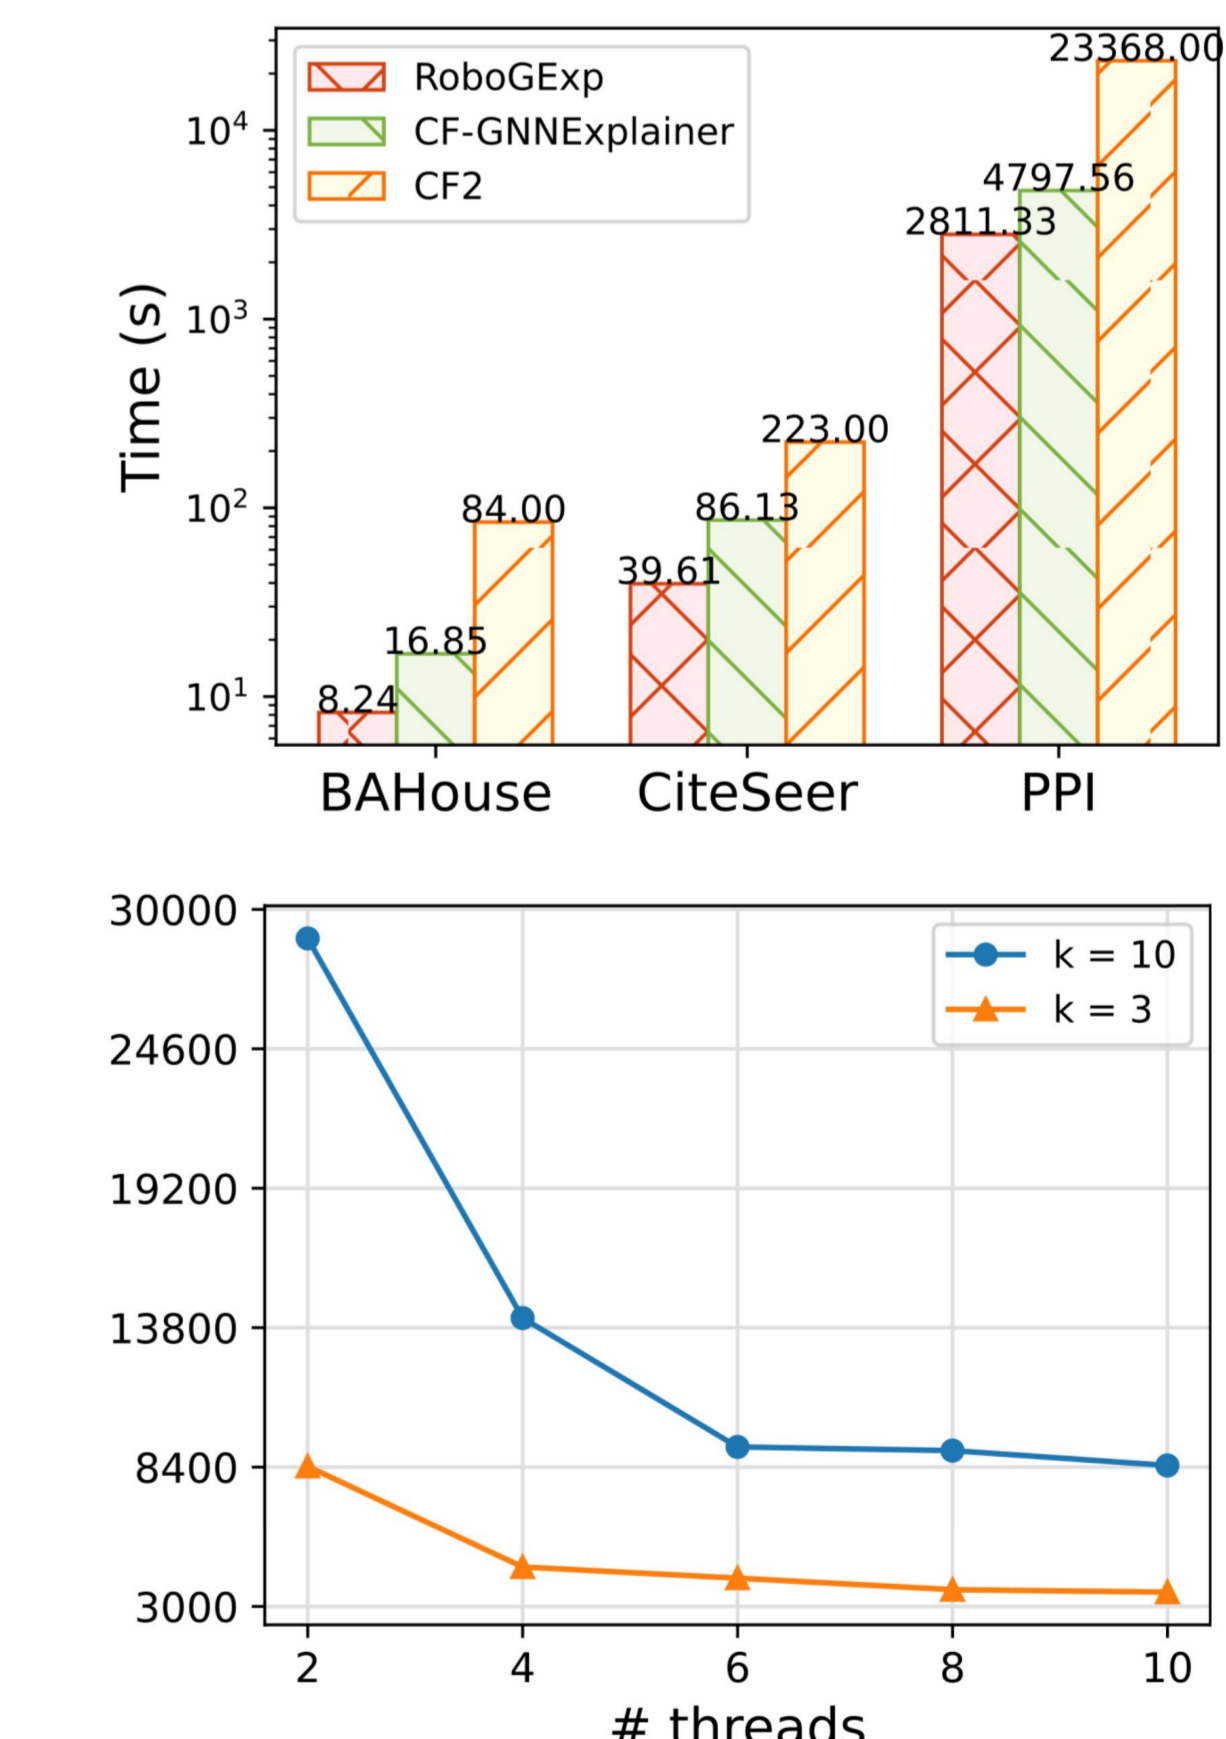 23368.00
RoboGExp
CF-GNNExplainer
CF2
10⁴
4797.56
2811.33
Time (s)
10³
223.00
10²
84.00
86.13
39.61
16.85
10¹
8.24
BAHouse CiteSeer PPI
30000
k = 10
k = 3
24600
19200
13800
8400
3000
2 4 6 8 10
# threads